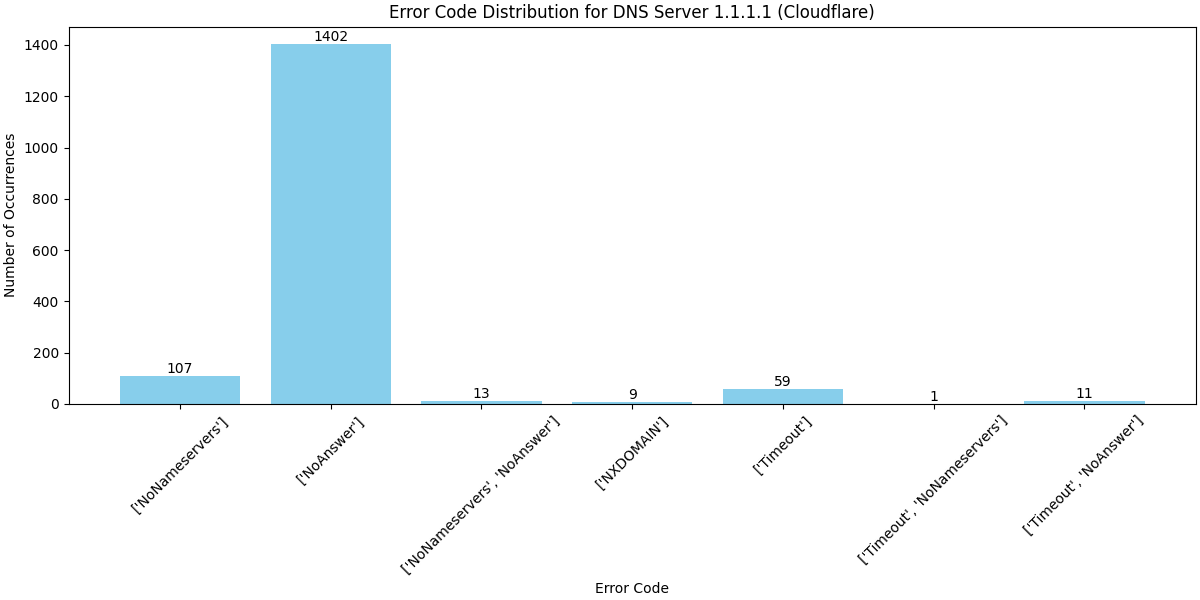 Error Code Distribution for DNS Server 1.1.1.1 (Cloudflare)
Number of Occurrences
1400
1200
1000
800
600
400
200
0
107
1402
13
9
59
1
11
['NoNameservers']
['NoAnswer']
['NoNameservers', 'NoAnswer']
['NXDOMAIN']
['Timeout']
['Timeout', 'NoNameservers']
['Timeout', 'NoAnswer']
Error Code